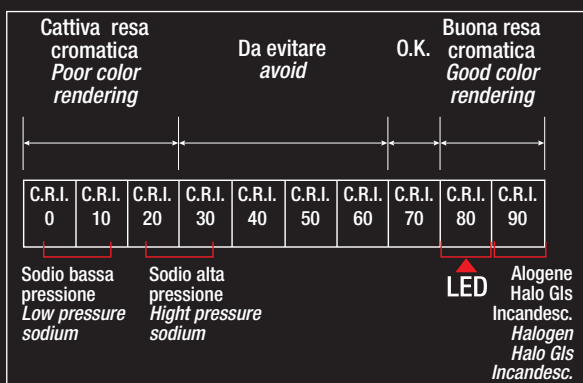 Cattiva resa
cromatica
Poor color
rendering
Da evitare
avoid
O.K.
Buona resa
cromatica
Good color
rendering
C.R.I. C.R.I. C.R.I. C.R.I. C.R.I. C.R.I. C.R.I. C.R.I. C.R.I. C.R.I.
0 10 20 30 40 50 60 70 80 90
Sodio bassa
pressione
Low pressure
sodium
Sodio alta
pressione
Hight pressure
sodium
LED
Alogene
Halo Gls
Incandesc.
Halogen
Halo Gls
Incandesc.